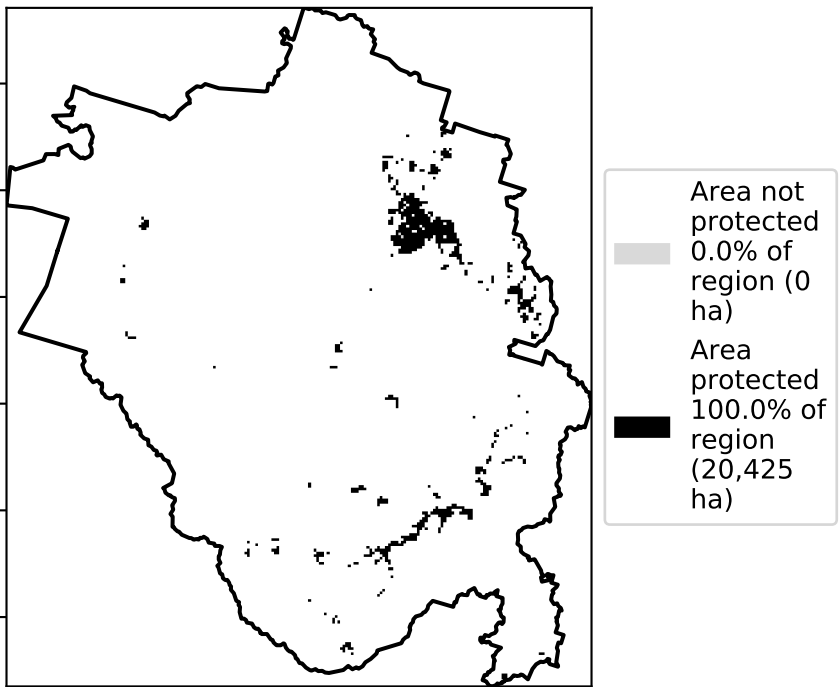 Area not
protected
0.0% of
region (0
ha)
Area
protected
100.0% of
region
(20,425
ha)